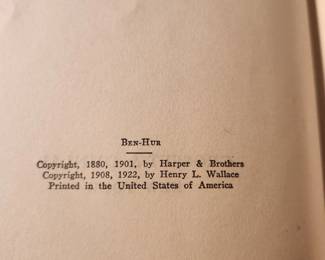 Ben-Hur
Copyright, 1880, 1901, by Harper & Brothers
Copyright, 1908, 1922, by Henry L. Wallace
Printed in the United States of America